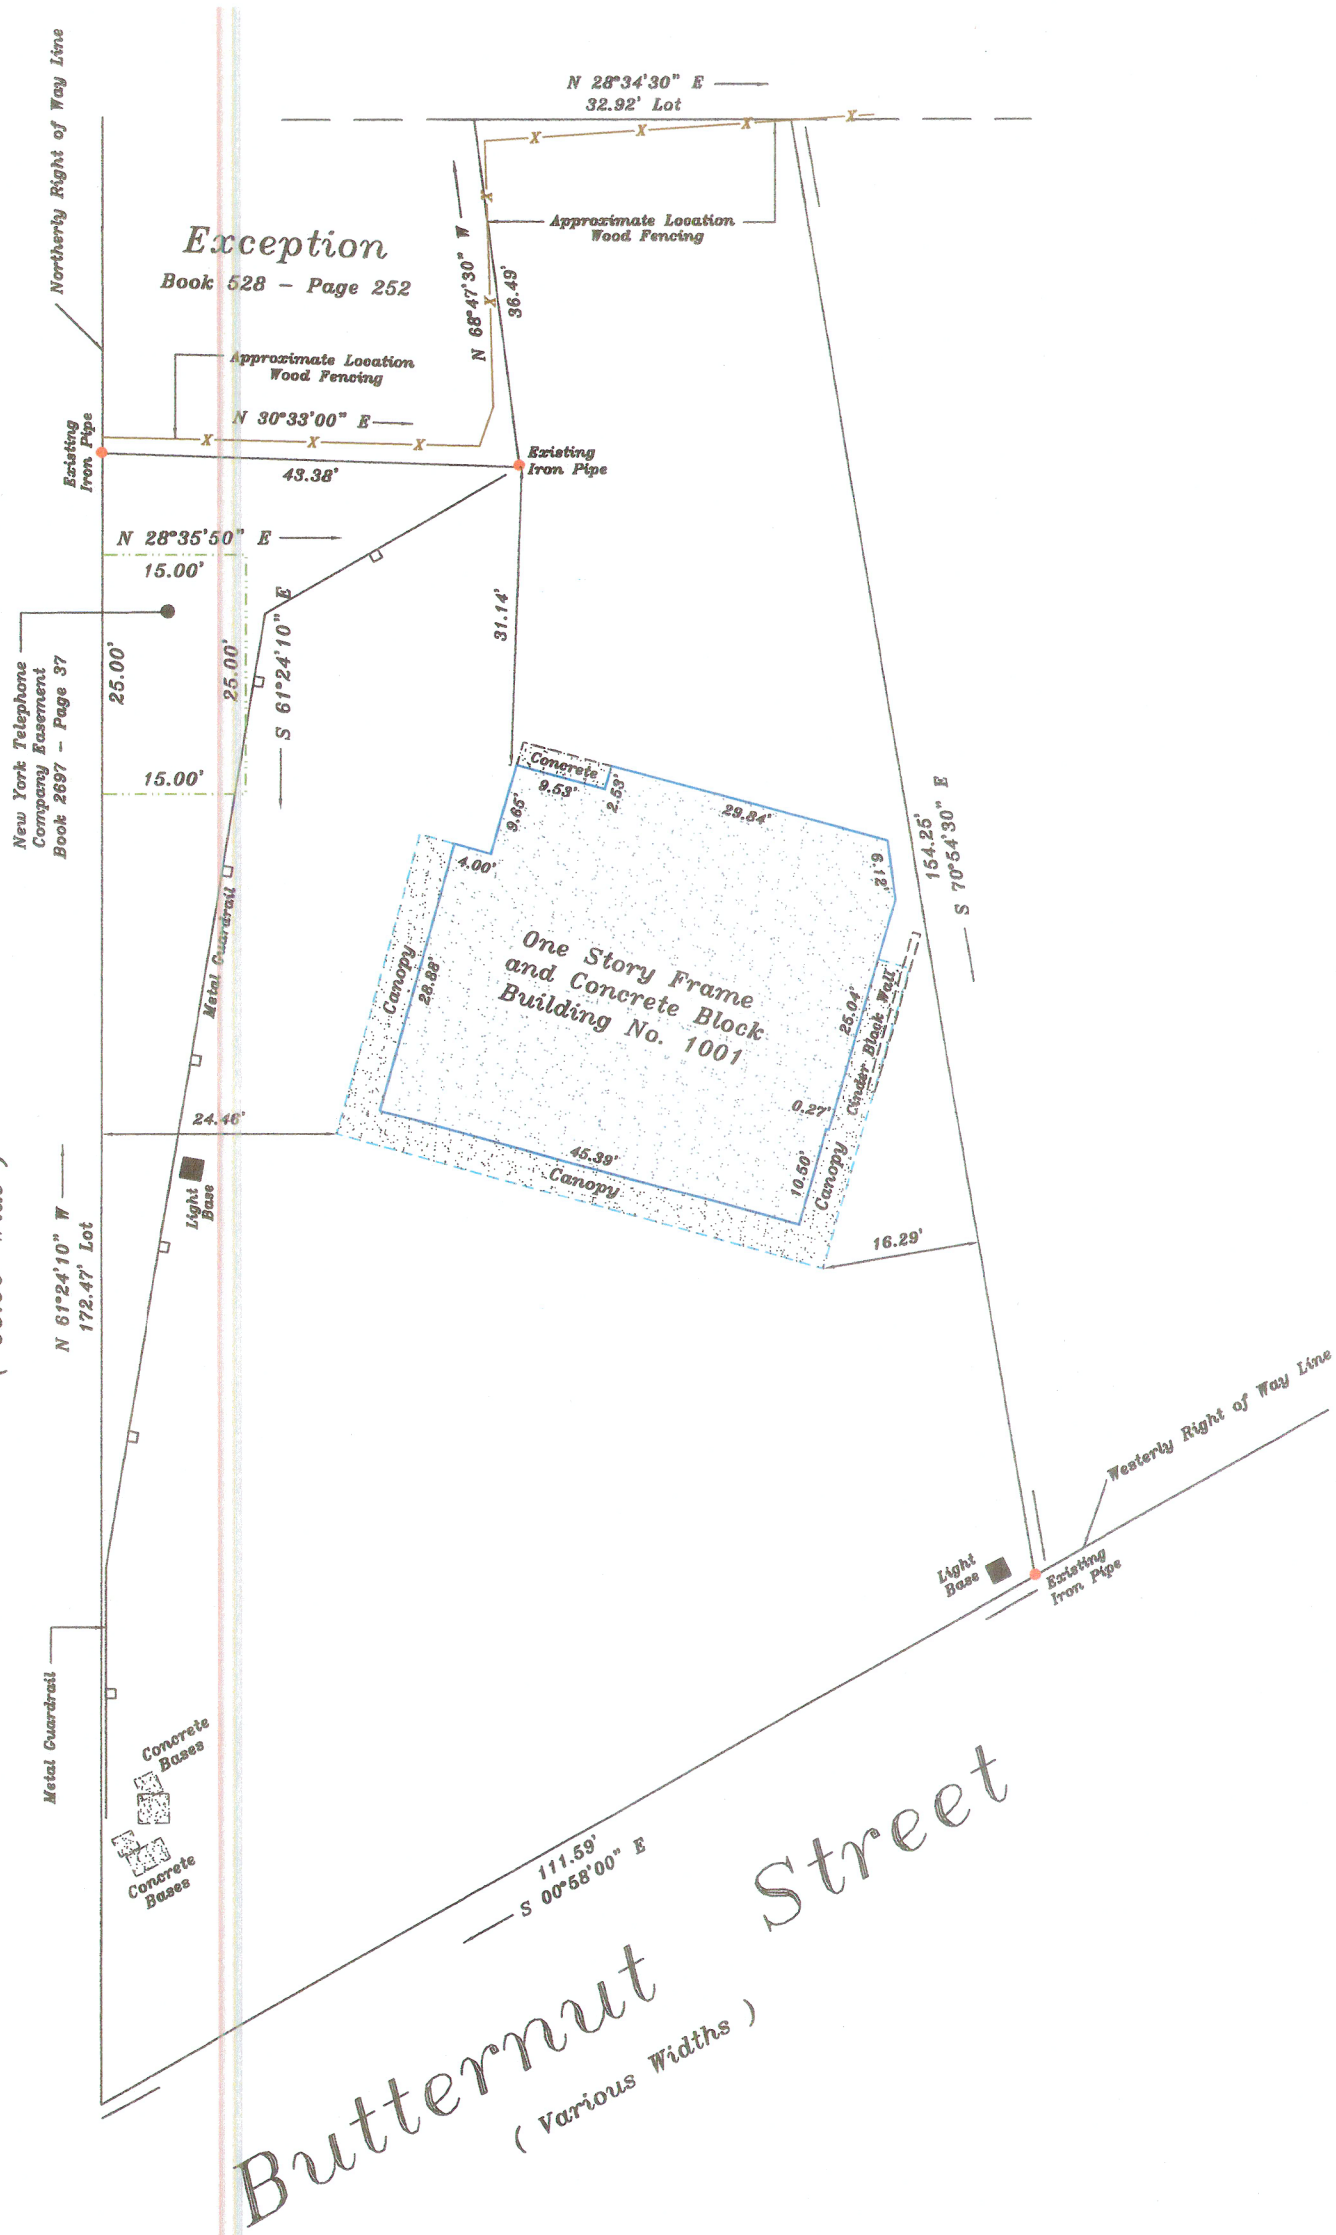 N 28°34'30" E
32.92' Lot
Northerly Right of Way Line
Exception
Book 528 - Page 252
Approximate Location
Wood Fencing
N 68°47'30" W
36.49'
Approximate Location
Wood Fencing
N 30°33'00" E
X
X
X
X
X
X
X
X
X
Existing
Iron Pipe
43.38'
Existing
Iron Pipe
N 28°35'50" E
15.00'
New York Telephone
Company Easement
Book 2697 - Page 37
25.00'
25.00'
S 61°24'10" E
15.00'
31.14'
Concrete
9.53'
2.53'
29.84'
9.65'
4.00'
6.12'
154.25'
S 70°54'30" E
Metal Guardrail
Canopy
28.88'
One Story Frame
and Concrete Block
Building No. 1001
25.04'
Cinder Block Wall
0.27'
10.50'
Canopy
45.39'
Canopy
24.46'
Light
Base
N 61°24'10" W
172.47' Lot
16.29'
Westerly Right of Way Line
Light
Base
Existing
Iron Pipe
Metal Guardrail
Concrete
Bases
Concrete
Bases
111.59'
S 00°58'00" E
Butternut Street
( Various Widths )